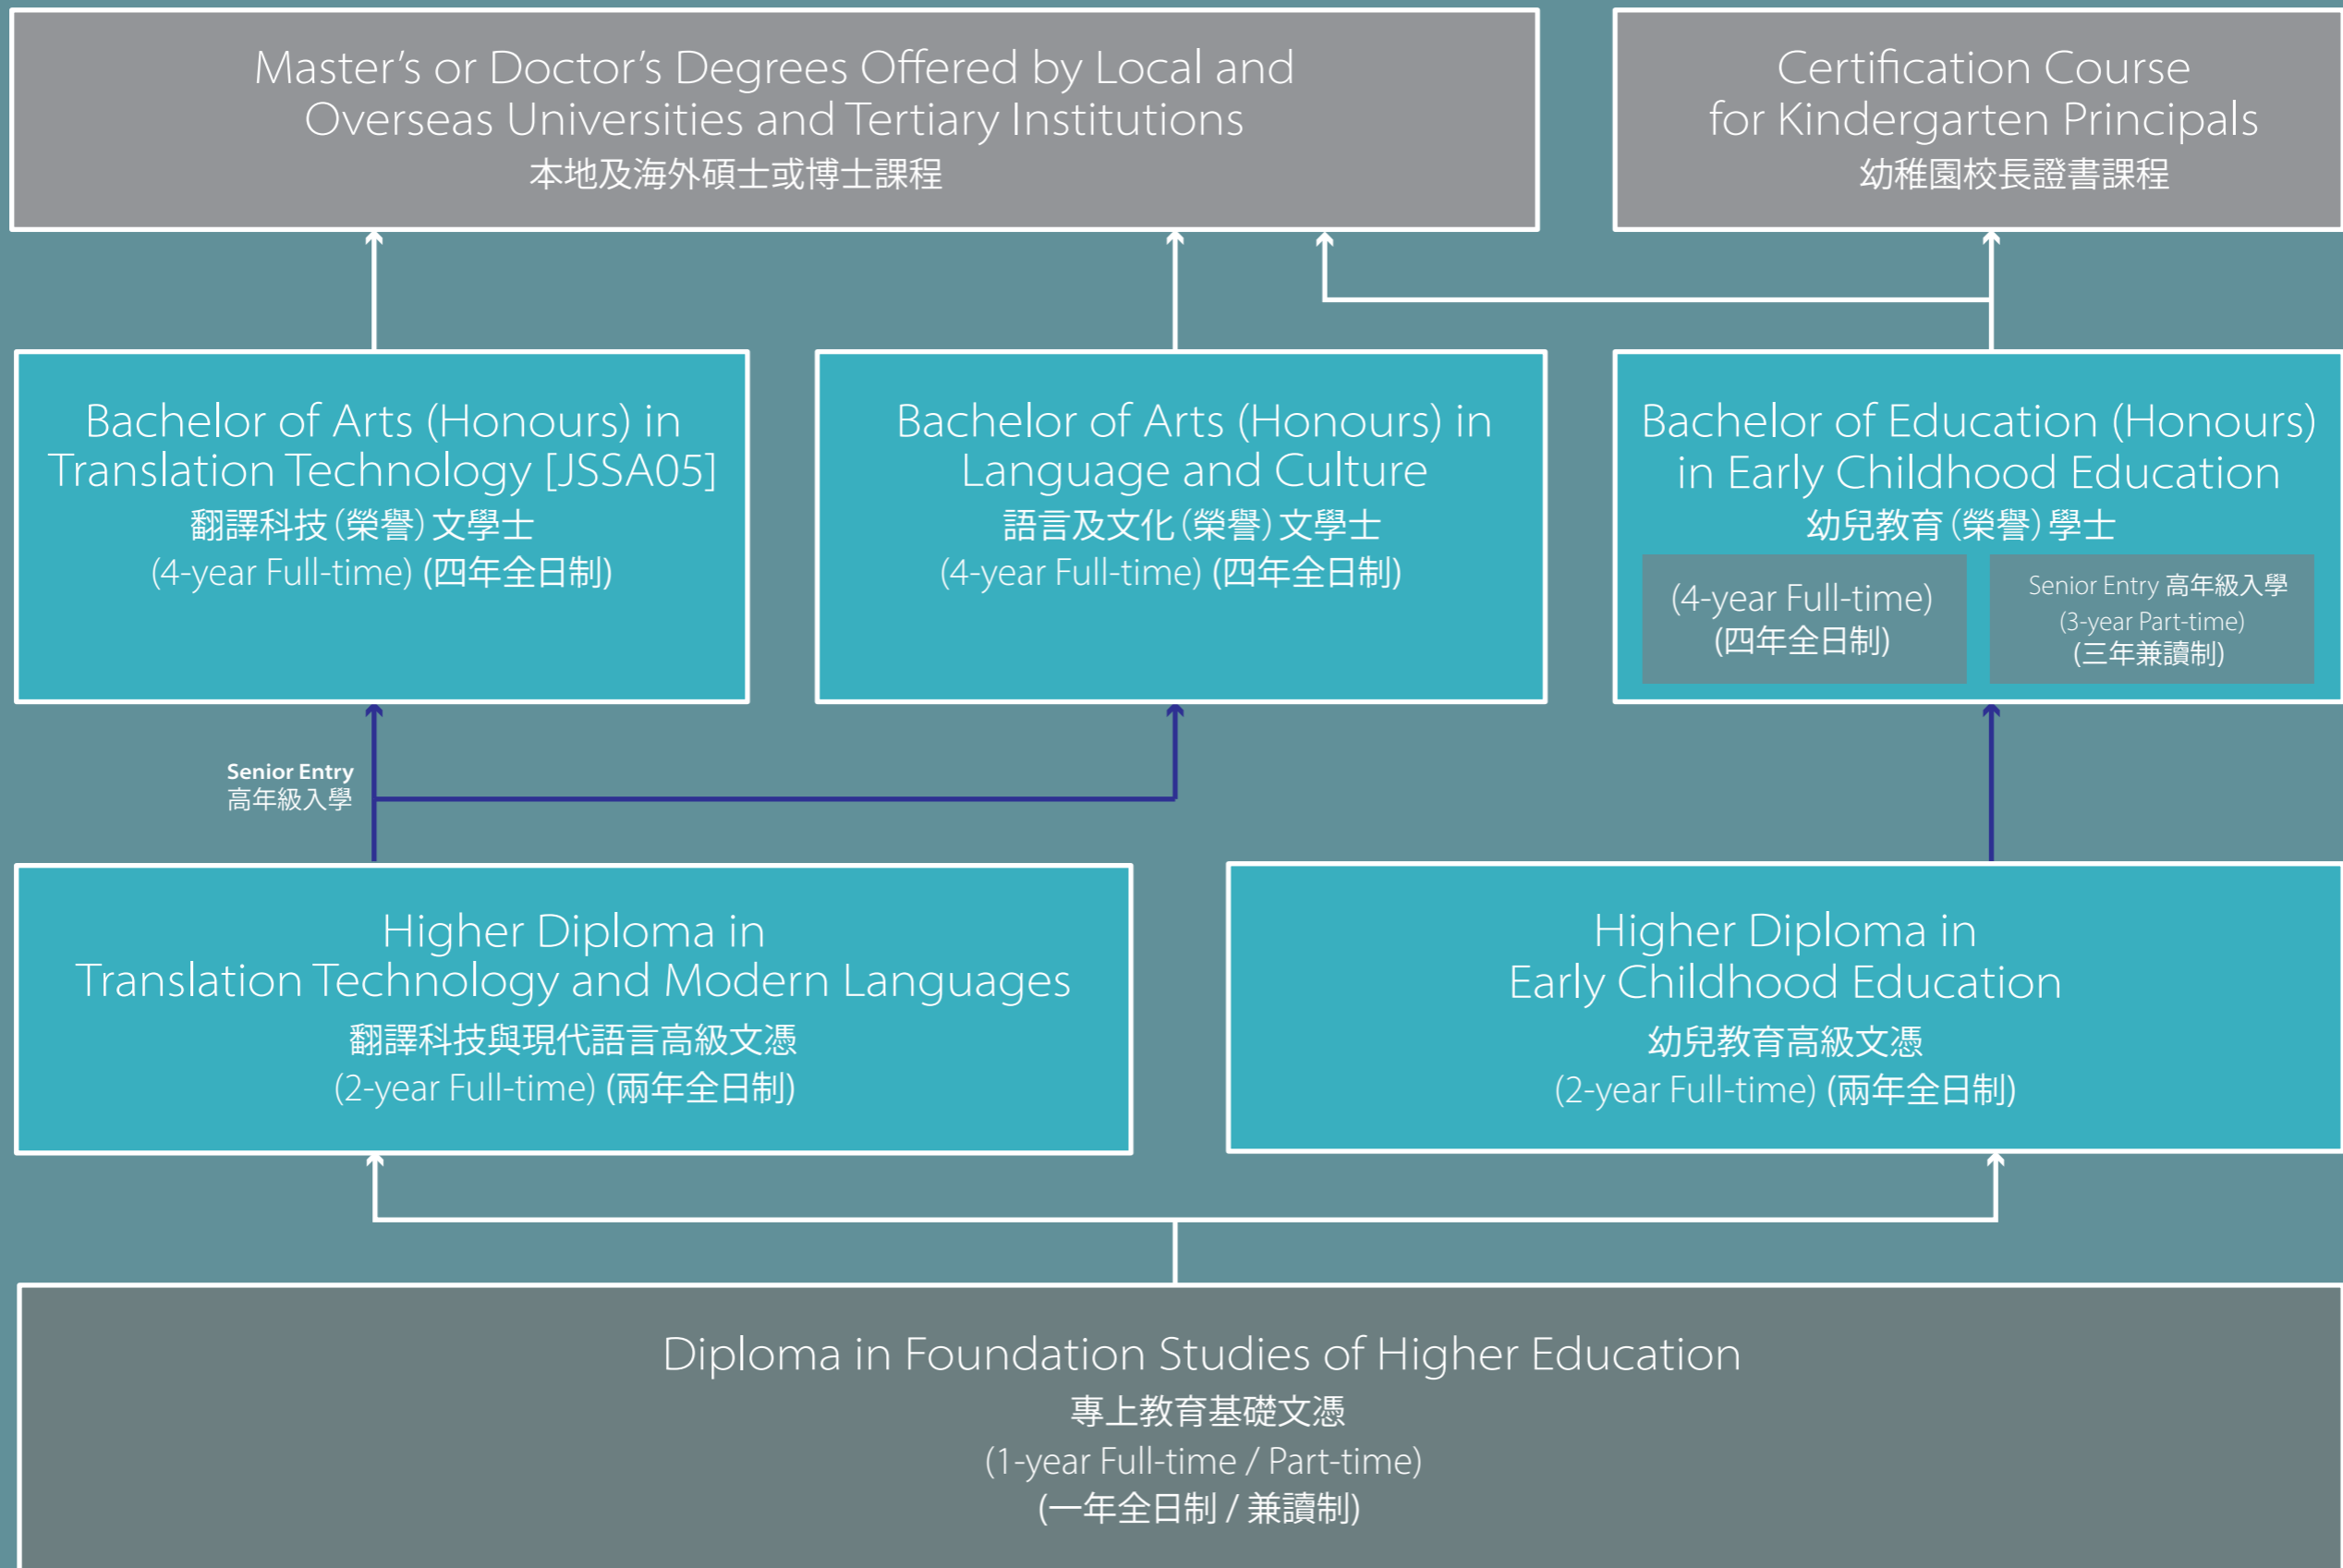 Master's or Doctor's Degrees Offered by Local and
Overseas Universities and Tertiary Institutions
本地及海外碩士或博士課程
Certification Course
for Kindergarten Principals
幼稚園校長證書課程
Bachelor of Arts (Honours) in
Translation Technology [JSSA05]
翻譯科技(榮譽)文學士
(4-year Full-time) (四年全日制)
Bachelor of Arts (Honours) in
Language and Culture
語言及文化(榮譽)文學士
(4-year Full-time) (四年全日制)
Bachelor of Education (Honours)
in Early Childhood Education
幼兒教育(榮譽)學士
(4-year Full-time)
(四年全日制)
Senior Entry 高年級入學
(3-year Part-time)
(三年兼讀制)
Senior Entry
高年級入學
Higher Diploma in
Translation Technology and Modern Languages
翻譯科技與現代語言高級文憑
(2-year Full-time) (兩年全日制)
Higher Diploma in
Early Childhood Education
幼兒教育高級文憑
(2-year Full-time) (兩年全日制)
Diploma in Foundation Studies of Higher Education
專上教育基礎文憑
(1-year Full-time / Part-time)
(一年全日制 / 兼讀制)